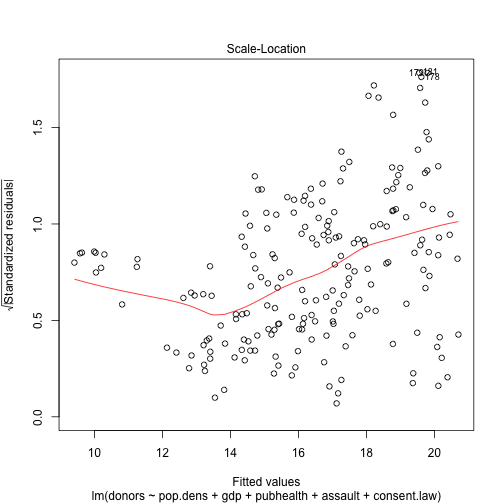 Scale-Location
√|Standardized residuals|
1.5
1.0
0.5
0.0
178
10
12
14
16
18
20
Fitted values
lm(donors ~ pop.dens + gdp + pubhealth + assault + consent.law)